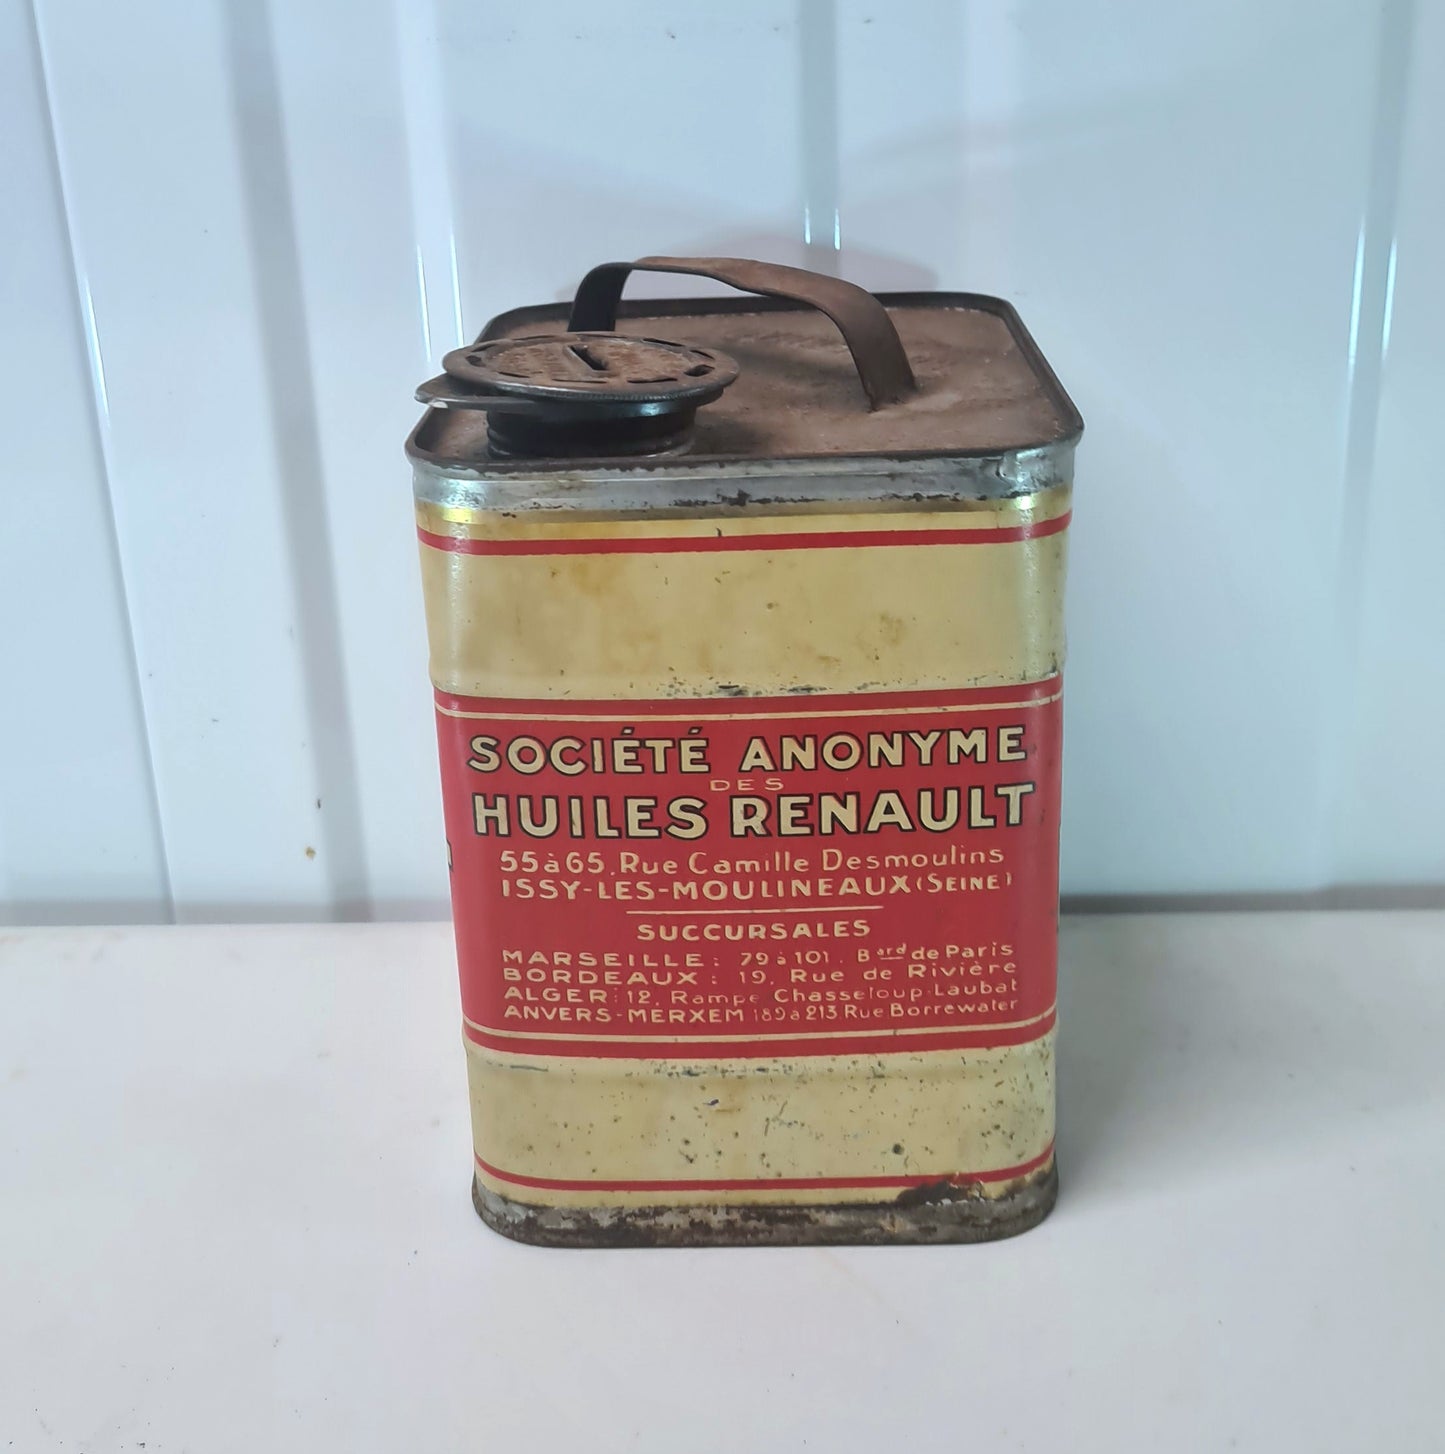 SOCIÉTÉ ANONYME
DES
HUILES RENAULT
55 à 65, Rue Camille Desmoulins
ISSY-LES-MOULINEAUX (SEINE)
SUCCURSALES
MARSEILLE : 79 à 101. Bard de Paris
BORDEAUX : 19, Rue de Rivière
ALGER : 12, Rampe Chasseloup-Laubat
ANVERS-MERXEM 189 à 213 Rue Borrewater